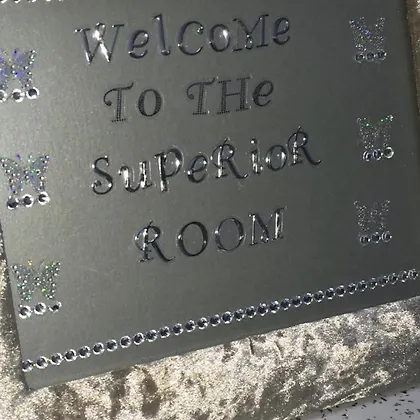 WelCoMe
To THe
SuPeRioR
ROOM